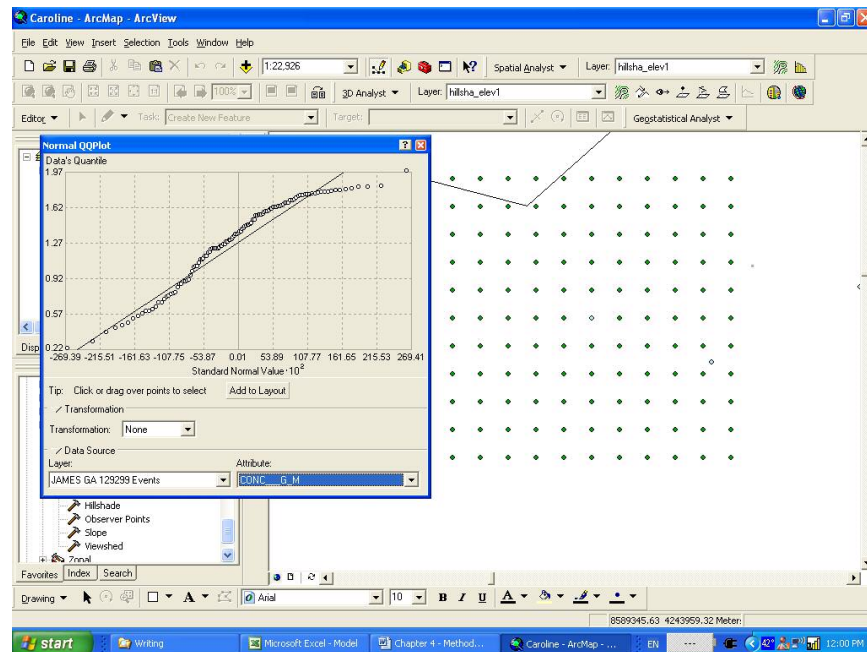 Caroline - ArcMap - ArcView
File Edit View Insert Selection Tools Window Help
1:22,926 Spatial Analyst Layer: hillsha_elev1
100% 3D Analyst Layer: hillsha_elev1
Editor Task: Create New Feature Target: Geostatistical Analyst
Normal QQPlot
Data's Quantile
1.97
1.62
1.27
0.92
0.57
0.22
-269.39 -215.51 -161.63 -107.75 -53.87 0.01 53.89 107.77 161.65 215.53 269.41
Standard Normal Value·10²
Tip: Click or drag over points to select Add to Layout
Transformation
Transformation: None
Data Source
Layer: Attribute:
JAMES GA 129299 Events CONC___G_M
Disp
Hillshade
Observer Points
Slope
Viewshed
Zonal
Favorites Index Search
Drawing A Arial 10 B I U A
8589345.63 4243959.32 Meters
start Writing Microsoft Excel - Model Chapter 4 - Method... Caroline - ArcMap - ... EN 42° 12:00 PM